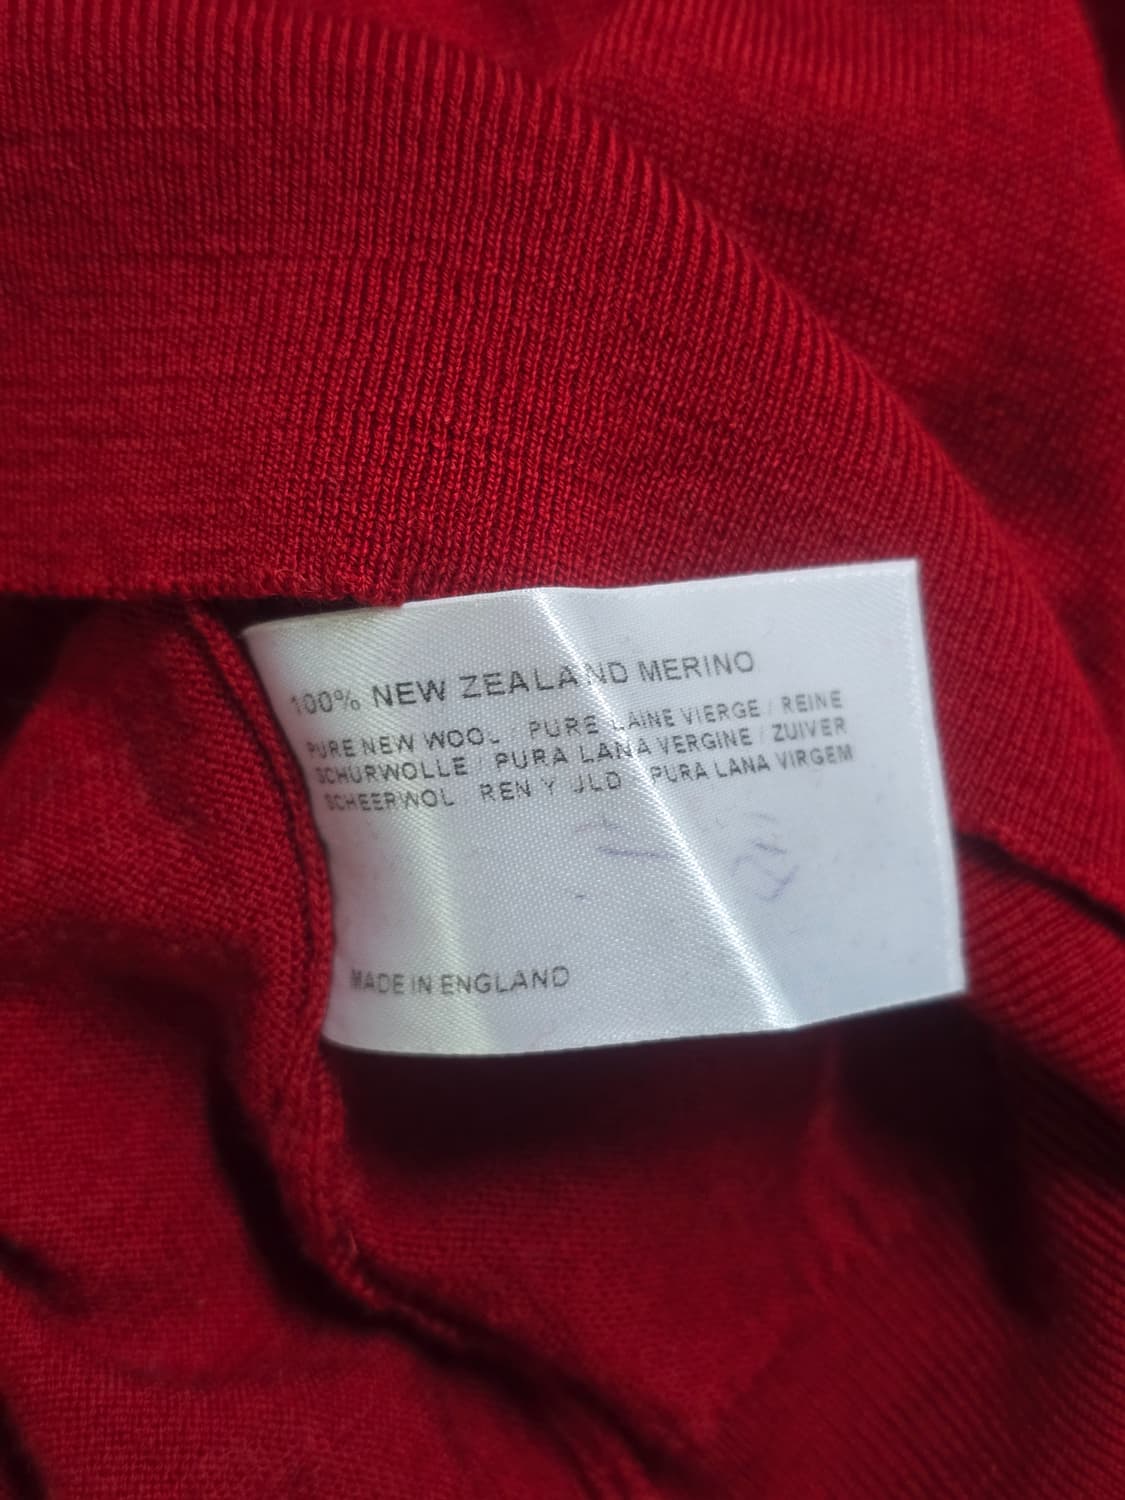 100% NEW ZEALAND MERINO
PURE NEW WOOL / PURE LAINE VIERGE / REINE
SCHURWOLLE / PURA LANA VERGINE / ZUIVER
SCHEERWOL / REN Y ULD / PURA LANA VIRGEM
MADE IN ENGLAND